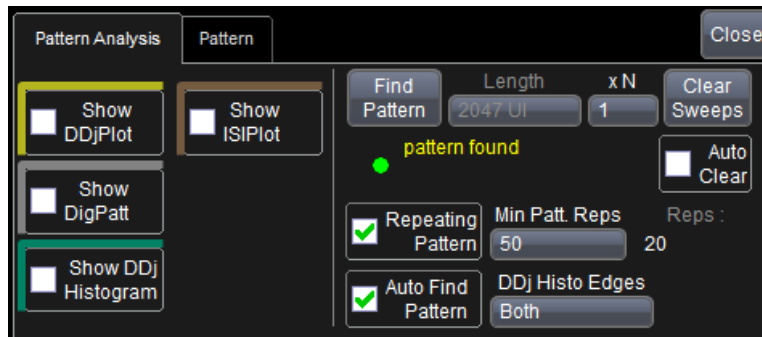 Pattern Analysis Pattern Close
Show DDjPlot
Show ISIPlot
Show DigPatt
Show DDj Histogram
Find Pattern
Length
2047 UI
x N
1
Clear Sweeps
pattern found
Auto Clear
Repeating Pattern
Min Patt. Reps
50
Reps :
20
Auto Find Pattern
DDj Histo Edges
Both